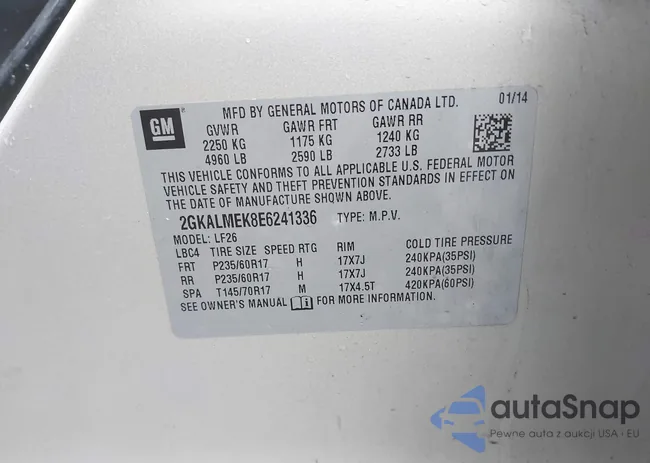 MFD BY GENERAL MOTORS OF CANADA LTD. 01/14
GM
GVWR GAWR FRT GAWR RR
2250 KG 1175 KG 1240 KG
4960 LB 2590 LB 2733 LB
THIS VEHICLE CONFORMS TO ALL APPLICABLE U.S. FEDERAL MOTOR
VEHICLE SAFETY AND THEFT PREVENTION STANDARDS IN EFFECT ON
THE DATE OF MANUFACTURE SHOWN ABOVE.
2GKALMEK8E6241336 TYPE: M.P.V.
MODEL: LF26
LBC4 TIRE SIZE SPEED RTG RIM COLD TIRE PRESSURE
FRT P235/60R17 H 17X7J 240KPA(35PSI)
RR P235/60R17 H 17X7J 240KPA(35PSI)
SPA T145/70R17 M 17X4.5T 420KPA(60PSI)
SEE OWNER'S MANUAL FOR MORE INFORMATION.
autoSnap
Pewne auta z aukcji USA i EU